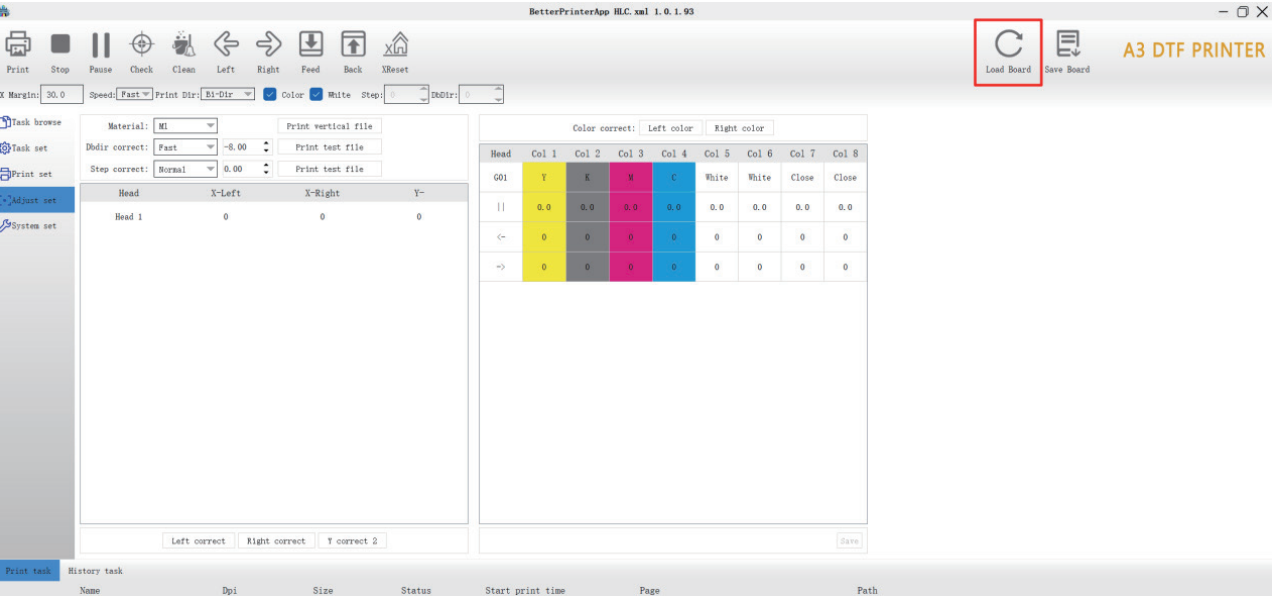 BetterPrinterApp HLC.xml 1.0.1.93
Print Stop Pause Check Clean Left Right Feed Back XReset Load Board Save Board A3 DTF PRINTER
X Margin: 30.0 Speed: Fast Print Dir: Bi-Dir Color White Step: 0 DbDir: 0
Task browse
Task set
Print set
Adjust set
System set
Material: M1 Print vertical file
Dbdir correct: Fast -8.00 Print test file
Step correct: Normal 0.00 Print test file
Head X-Left X-Right Y-
Head 1 0 0 0
Left correct Right correct Y correct 2
Color correct: Left color Right color
Head Col 1 Col 2 Col 3 Col 4 Col 5 Col 6 Col 7 Col 8
G01 Y K M C White White Close Close
|| 0.0 0.0 0.0 0.0 0.0 0.0 0.0 0.0
<- 0 0 0 0 0 0 0 0
-> 0 0 0 0 0 0 0 0
Save
Print task History task
Name Dpi Size Status Start print time Page Path